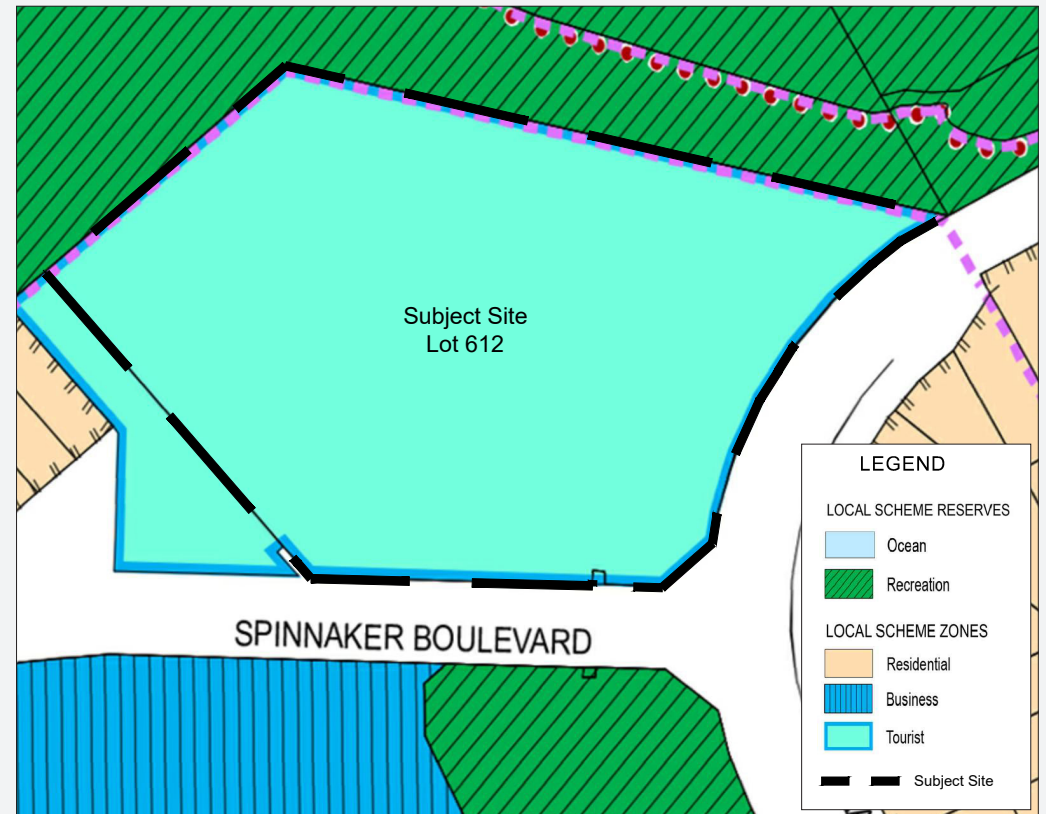 Subject Site
Lot 612
SPINNAKER BOULEVARD
LEGEND
LOCAL SCHEME RESERVES
Ocean
Recreation
LOCAL SCHEME ZONES
Residential
Business
Tourist
Subject Site